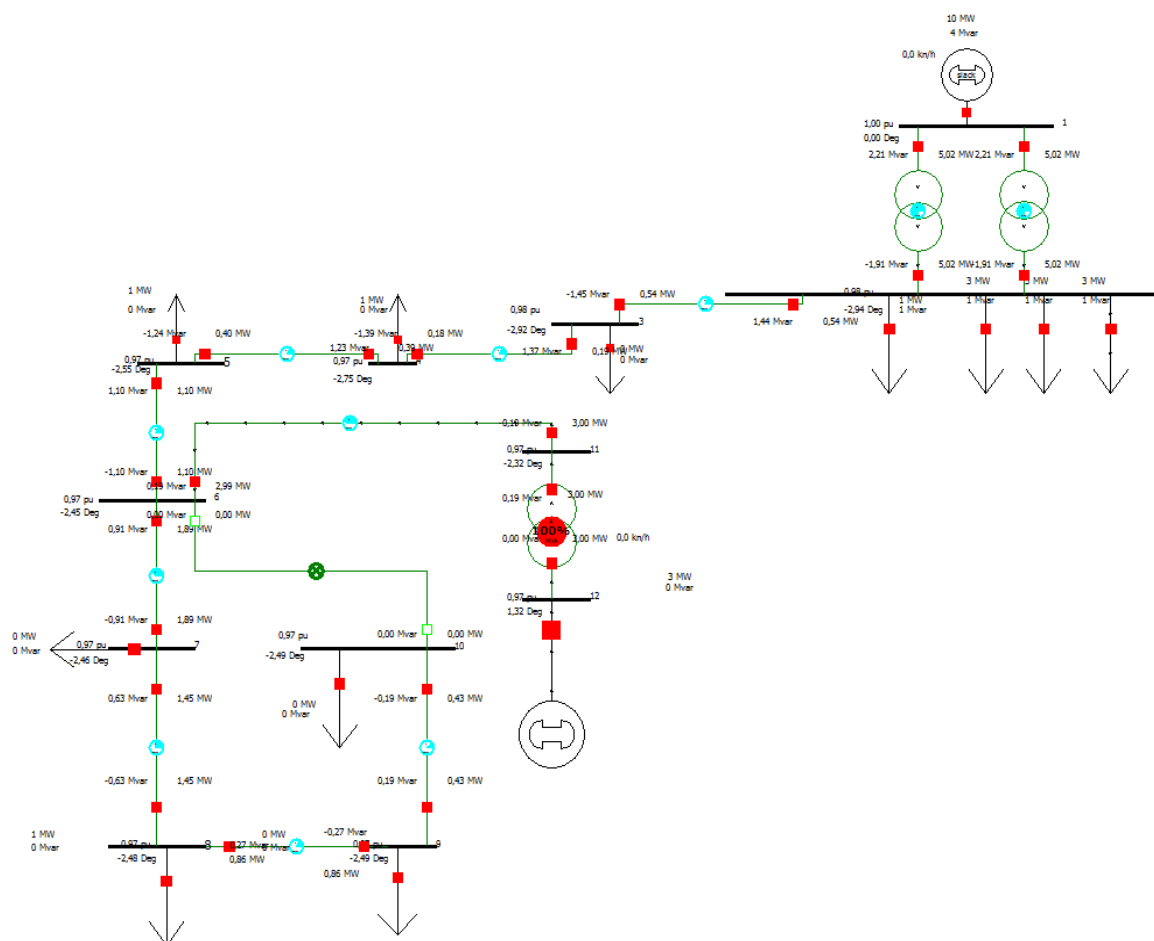 10 MW
4 Mvar
0,0 kn/h
slack
1,00 pu
1
0,00 Deg
2,21 Mvar
5,02 MW
2,21 Mvar
5,02 MW
-1,91 Mvar
5,02 MW
-1,91 Mvar
5,02 MW
1 MW
0 Mvar
1 MW
0 Mvar
-1,45 Mvar
0,54 MW
0,98 pu
-2,94 Deg
1 MW
1 Mvar
3 MW
1 Mvar
3 MW
1 Mvar
3 MW
1 Mvar
1,44 Mvar
0,54 MW
0,98 pu
-2,92 Deg
3
-1,24 Mvar
0,40 MW
-1,39 Mvar
0,18 MW
1,23 Mvar
0,39 MW
1,37 Mvar
0,19 MW
0 MW
0 Mvar
0,97 pu
5
-2,55 Deg
0,97 pu
-2,75 Deg
1,10 Mvar
1,10 MW
-0,19 Mvar
3,00 MW
0,97 pu
11
-2,32 Deg
-1,10 Mvar
1,10 MW
0,19 Mvar
2,99 MW
0,97 pu
6
-2,45 Deg
0,00 Mvar
0,00 MW
0,91 Mvar
1,89 MW
0,19 Mvar
3,00 MW
100%
0,00 Mvar
3,00 MW
0,0 kn/h
3 MW
0 Mvar
0,97 pu
12
1,32 Deg
-0,91 Mvar
1,89 MW
0 MW
0 Mvar
0,97 pu
7
-2,46 Deg
0,97 pu
0,00 Mvar
0,00 MW
10
-2,49 Deg
0,63 Mvar
1,45 MW
0 MW
0 Mvar
-0,19 Mvar
0,43 MW
-0,63 Mvar
1,45 MW
0,19 Mvar
0,43 MW
1 MW
0 Mvar
0,97 pu
8
-2,48 Deg
0,27 Mvar
0,86 MW
0 MW
0 Mvar
-0,27 Mvar
9
-2,49 Deg
0,86 MW